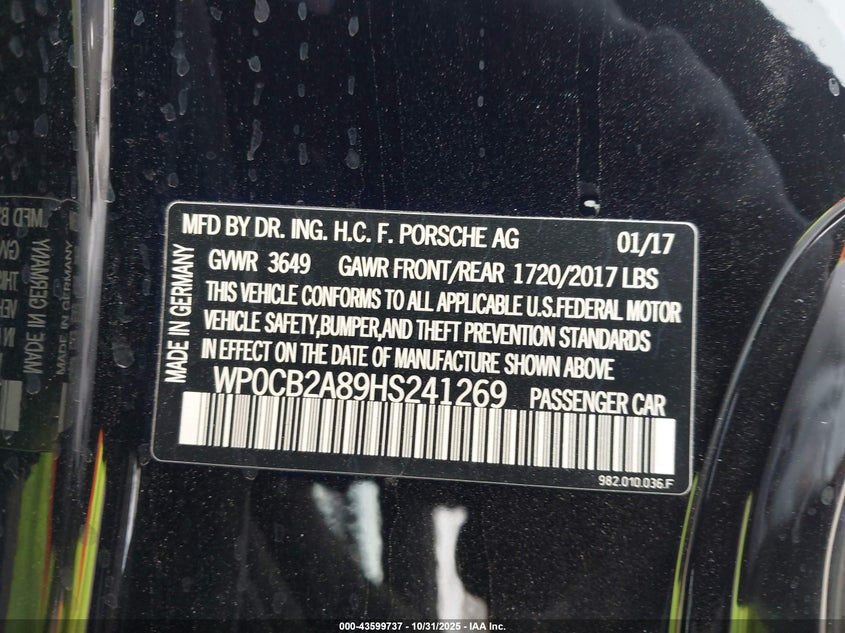 MFD BY DR. ING. H.C. F. PORSCHE AG 01/17
GVWR 3649 GAWR FRONT/REAR 1720/2017 LBS
THIS VEHICLE CONFORMS TO ALL APPLICABLE U.S.FEDERAL MOTOR
VEHICLE SAFETY,BUMPER,AND THEFT PREVENTION STANDARDS
IN EFFECT ON THE DATE OF MANUFACTURE SHOWN ABOVE
MADE IN GERMANY
WP0CB2A89HS241269 PASSENGER CAR
982.010.036.F
000-43599737 - 10/31/2025 - IAA Inc.